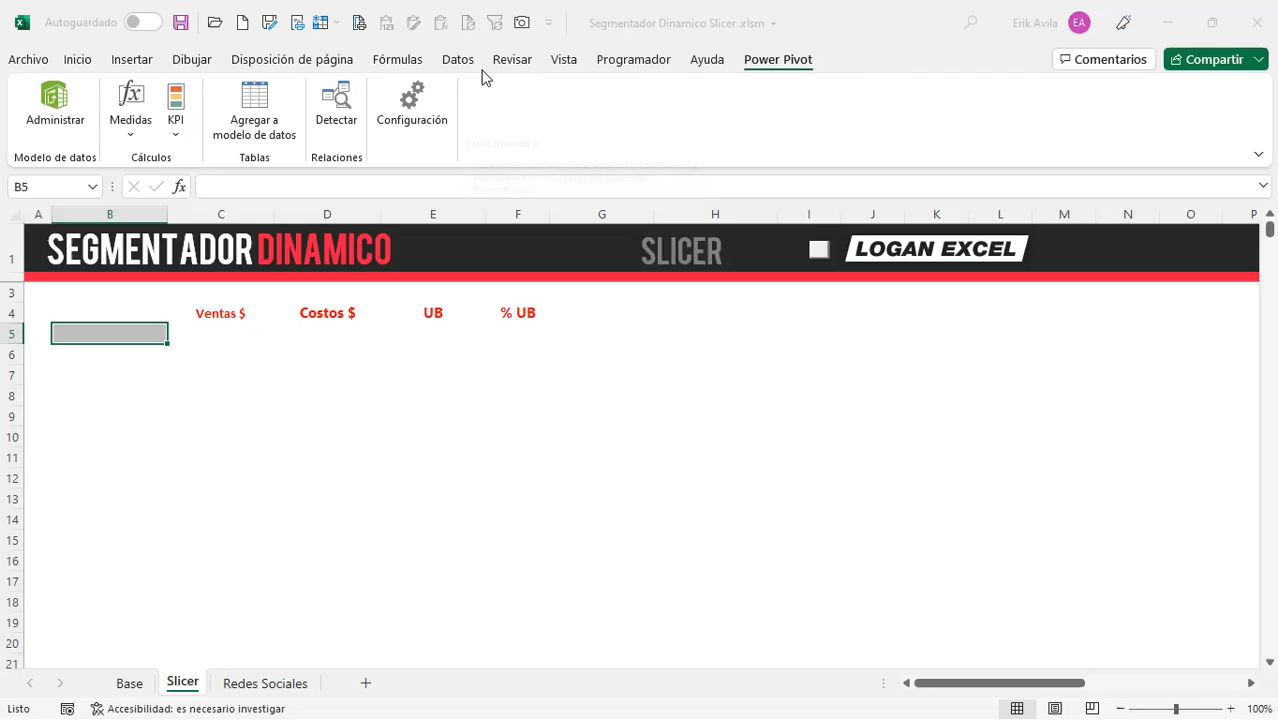 Autoguardado
Segmentador Dinamico Slicer .xlsm
Erik Avila
EA
Archivo Inicio Insertar Dibujar Disposición de página Fórmulas Datos Revisar Vista Programador Ayuda Power Pivot
Comentarios
Compartir
Administrar
Medidas
KPI
Agregar a modelo de datos
Detectar
Configuración
Modelo de datos
Cálculos
Tablas
Relaciones
B5
fx
A B C D E F G H I J K L M N O P
1 SEGMENTADOR DINAMICO SLICER LOGAN EXCEL
3
4 Ventas $ Costos $ UB % UB
5
6
7
8
9
10
11
12
13
14
15
16
17
18
19
20
21
Base Slicer Redes Sociales
Listo
Accesibilidad: es necesario investigar
100%